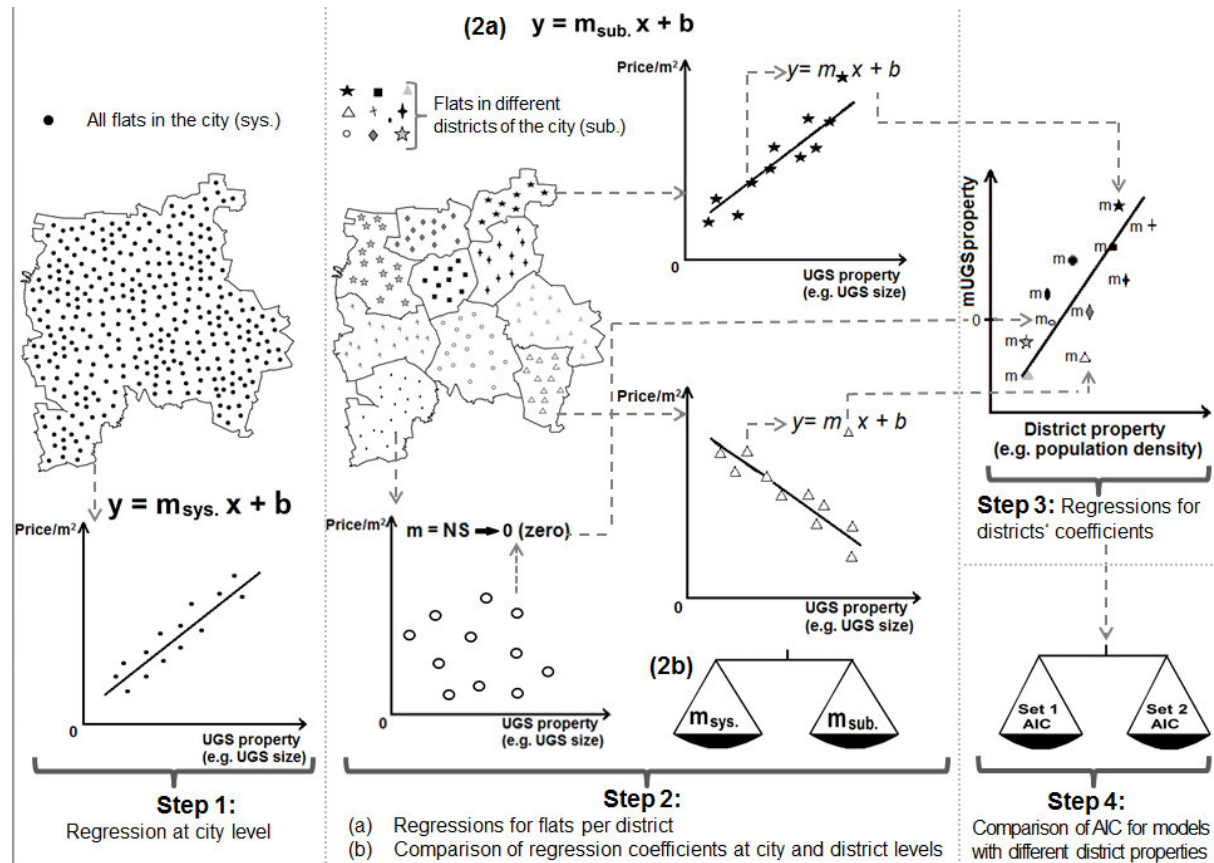 All flats in the city (sys.)
y = msys. x + b
Price/m²
0
UGS property
(e.g. UGS size)
Step 1:
Regression at city level
(2a) y = msub. x + b
Flats in different
districts of the city (sub.)
Price/m²
y= m x + b
0
UGS property
(e.g. UGS size)
Price/m²
y= m x + b
0
UGS property
(e.g. UGS size)
Price/m²
m = NS → 0 (zero)
0
UGS property
(e.g. UGS size)
(2b)
msys.
msub.
Step 2:
(a) Regressions for flats per district
(b) Comparison of regression coefficients at city and district levels
mUGSproperty
m
m +
m
m
m
m
m
m
m
m
m
0
District property
(e.g. population density)
Step 3: Regressions for
districts‘ coefficients
Set 1
AIC
Set 2
AIC
Step 4:
Comparison of AIC for models
with different district properties